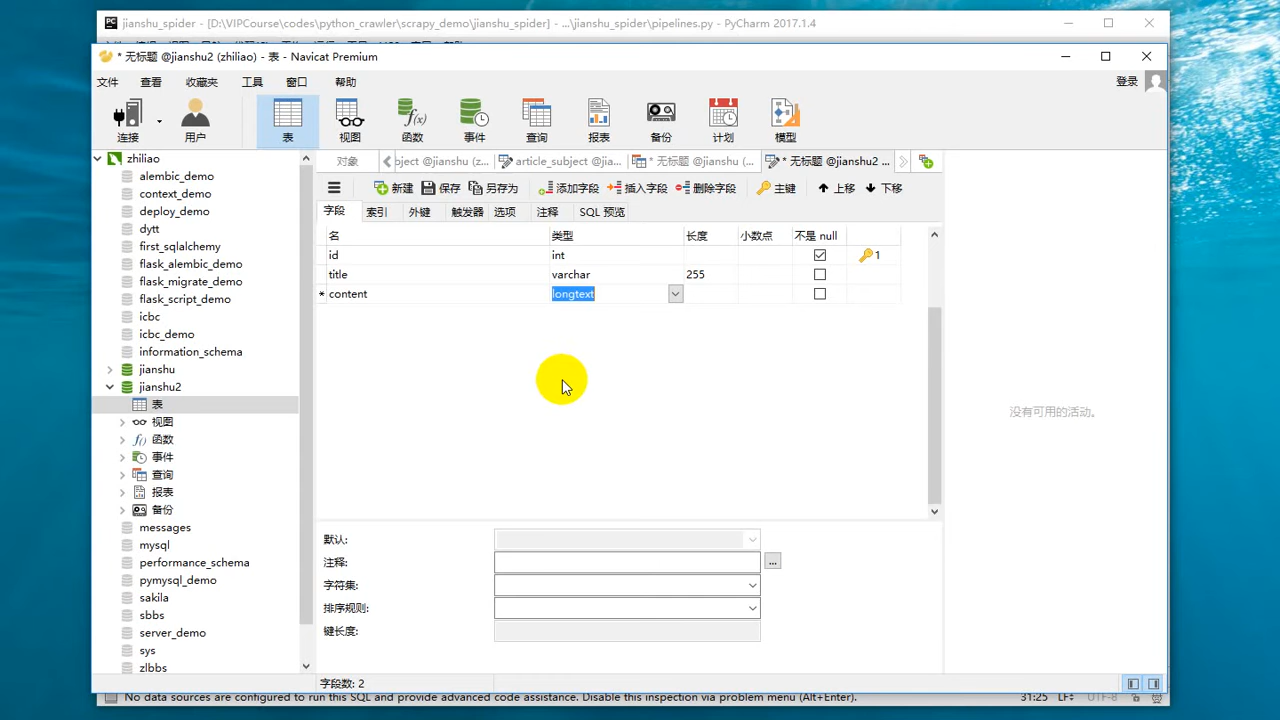 jianshu_spider - [D:\VIPCourse\codes\python_crawler\scrapy_demo\jianshu_spider] - ...\jianshu_spider\pipelines.py - PyCharm 2017.1.4
* 无标题 @jianshu2 (zhiliao) - 表 - Navicat Premium
文件 查看 收藏夹 工具 窗口 帮助 登录
连接 用户 表 视图 函数 事件 查询 报表 备份 计划 模型
对象 bject @jianshu (z... article_subject @jia... * 无标题 @jianshu (... * 无标题 @jianshu2 ...
新建 保存 另存为 添加字段 插入字段 删除字段 主键 上移 下移
字段 索引 外键 触发器 选项 注释 SQL 预览
名 类型 长度 小数点 不是 null
id int 1
title varchar 255
* content longtext
zhiliao
alembic_demo
context_demo
deploy_demo
dytt
first_sqlalchemy
flask_alembic_demo
flask_migrate_demo
flask_script_demo
icbc
icbc_demo
information_schema
jianshu
jianshu2
表
视图
函数
事件
查询
报表
备份
messages
mysql
performance_schema
pymysql_demo
sakila
sbbs
server_demo
sys
zlbbs
没有可用的活动。
默认:
注释: ...
字符集:
排序规则:
键长度:
字段数: 2
No data sources are configured to run this SQL and provide advanced code assistance. Disable this inspection via problem menu (Alt+Enter). 31:25 LF UTF-8